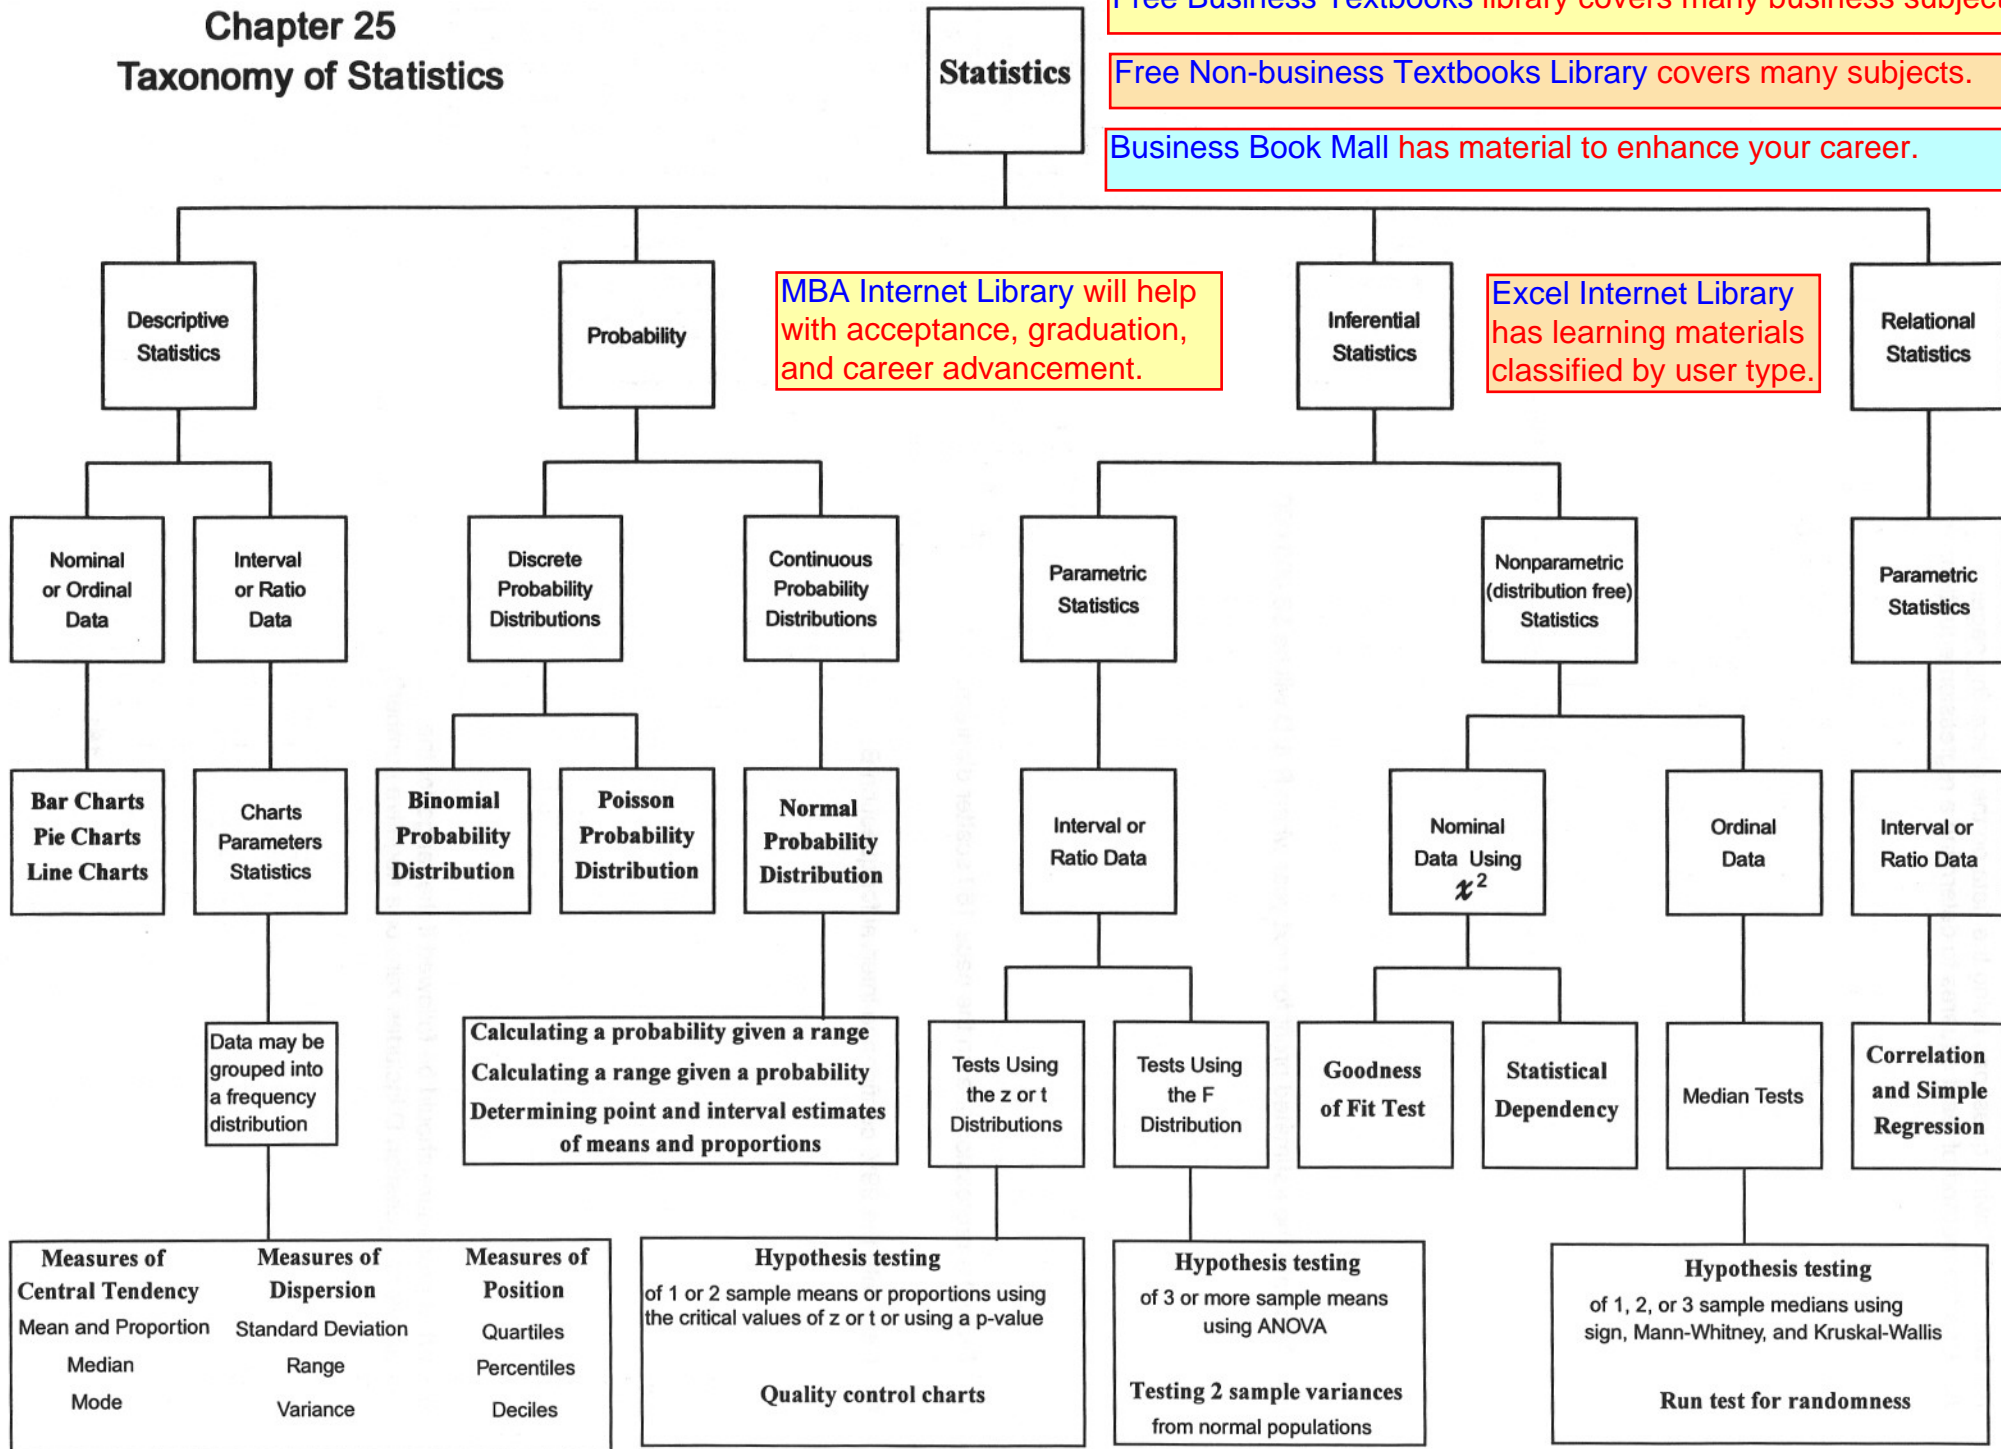 Chapter 25
Taxonomy of Statistics
Free Business Textbooks library covers many business subject
Statistics
Free Non-business Textbooks Library covers many subjects.
Business Book Mall has material to enhance your career.
Descriptive
Statistics
Probability
MBA Internet Library will help
with acceptance, graduation,
and career advancement.
Inferential
Statistics
Excel Internet Library
has learning materials
classified by user type.
Relational
Statistics
Nominal
or Ordinal
Data
Interval
or Ratio
Data
Discrete
Probability
Distributions
Continuous
Probability
Distributions
Parametric
Statistics
Nonparametric
(distribution free)
Statistics
Parametric
Statistics
Bar Charts
Pie Charts
Line Charts
Charts
Parameters
Statistics
Binomial
Probability
Distribution
Poisson
Probability
Distribution
Normal
Probability
Distribution
Interval or
Ratio Data
Nominal
Data Using
x²
Ordinal
Data
Interval or
Ratio Data
Data may be
grouped into
a frequency
distribution
Calculating a probability given a range
Calculating a range given a probability
Determining point and interval estimates
of means and proportions
Tests Using
the z or t
Distributions
Tests Using
the F
Distribution
Goodness
of Fit Test
Statistical
Dependency
Median Tests
Correlation
and Simple
Regression
Measures of
Central Tendency
Mean and Proportion
Median
Mode
Measures of
Dispersion
Standard Deviation
Range
Variance
Measures of
Position
Quartiles
Percentiles
Deciles
Hypothesis testing
of 1 or 2 sample means or proportions using
the critical values of z or t or using a p-value
Quality control charts
Hypothesis testing
of 3 or more sample means
using ANOVA
Testing 2 sample variances
from normal populations
Hypothesis testing
of 1, 2, or 3 sample medians using
sign, Mann-Whitney, and Kruskal-Wallis
Run test for randomness